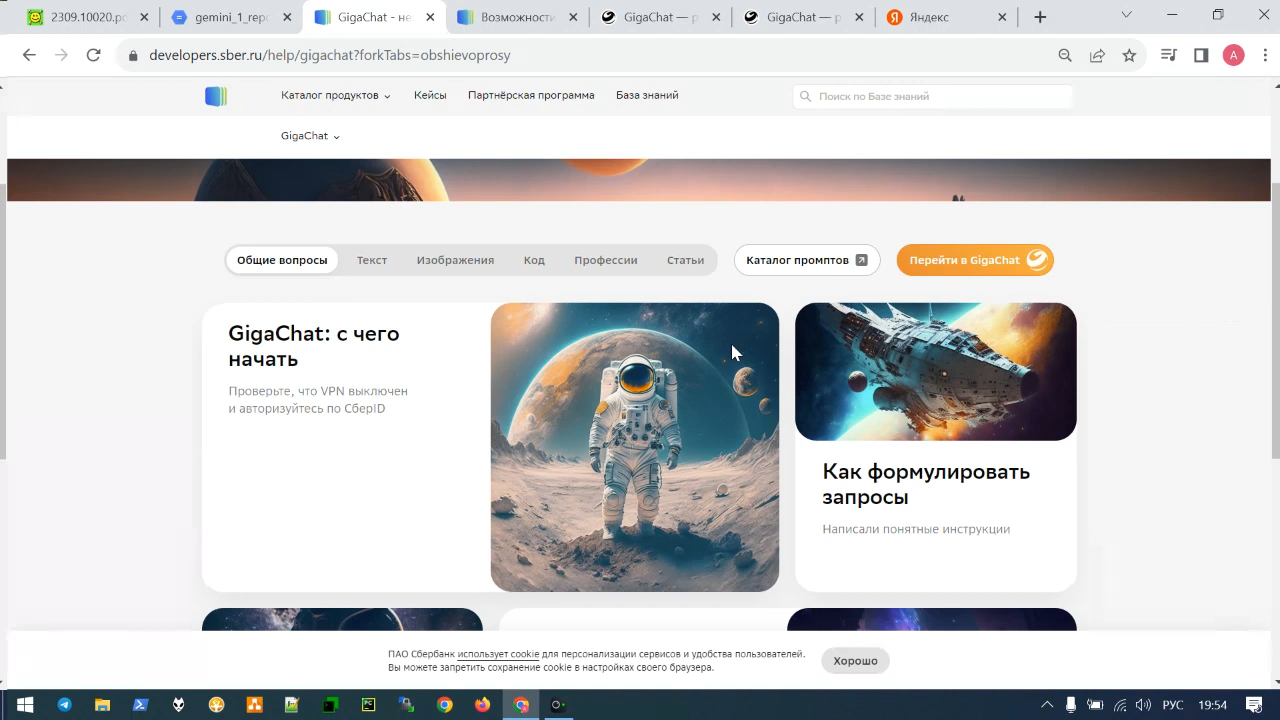 2309.10020.pd
gemini_1_repo
GigaChat - не
Возможности
GigaChat — р
GigaChat — р
Яндекс
developers.sber.ru/help/gigachat?forkTabs=obshievoprosy
A
Каталог продуктов
Кейсы
Партнёрская программа
База знаний
Поиск по Базе знаний
GigaChat
Общие вопросы
Текст
Изображения
Код
Профессии
Статьи
Каталог промптов
Перейти в GigaChat
GigaChat: с чего
начать
Проверьте, что VPN выключен
и авторизуйтесь по СберID
Как формулировать
запросы
Написали понятные инструкции
ПАО Сбербанк использует cookie для персонализации сервисов и удобства пользователей.
Вы можете запретить сохранение cookie в настройках своего браузера.
Хорошо
РУС
19:54